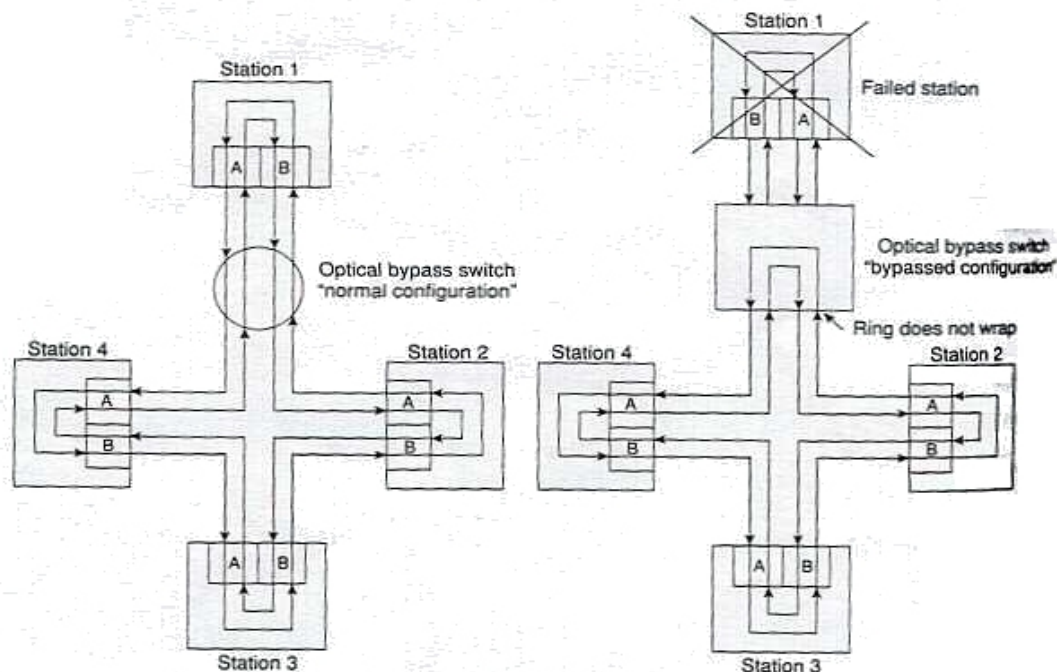 Station 1
A B
Optical bypass switch
"normal configuration"
Station 4
A
B
Station 2
A
B
A B
Station 3
Station 1
Failed station
B A
Optical bypass switch
"bypassed configuration"
Ring does not wrap
Station 4
A
B
Station 2
A
B
A B
Station 3